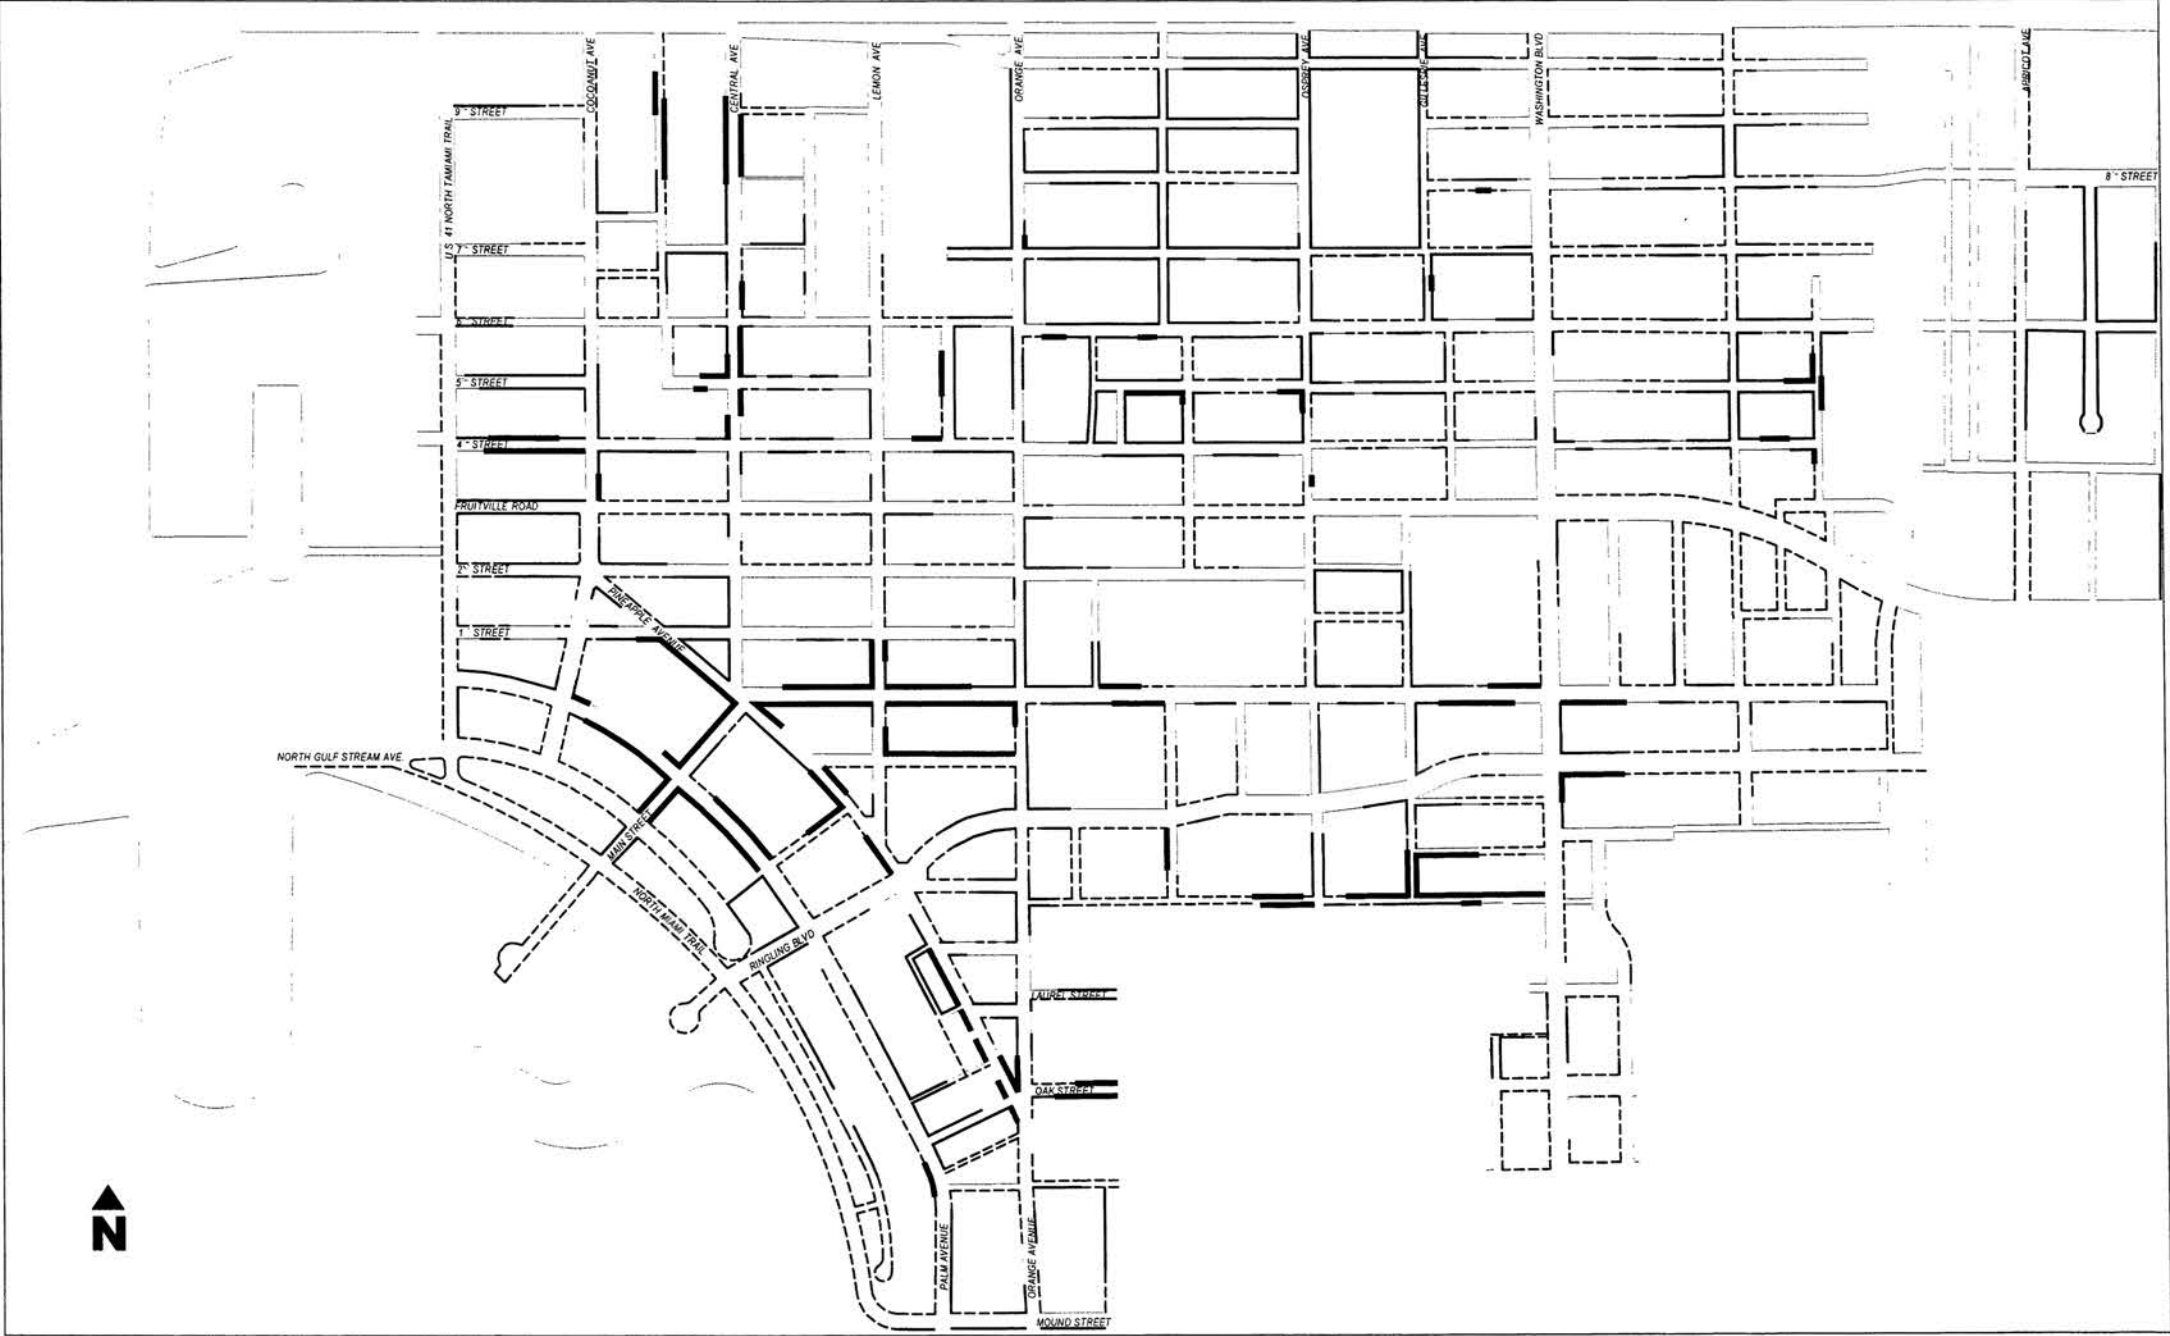 COCOANUT AVE
CENTRAL AVE
LEMON AVE
ORANGE AVE
OSPREY AVE
GILLESPIE AVE
WASHINGTON BLVD
APRICOT AVE
9TH STREET
U S 41 NORTH TAMIAMI TRAIL
8TH STREET
7TH STREET
6TH STREET
5TH STREET
4TH STREET
FRUITVILLE ROAD
2ND STREET
PINEAPPLE AVENUE
1ST STREET
NORTH GULF STREAM AVE.
MAIN STREET
NORTH MIAMI TRAIL
RINGLING BLVD
LAUREL STREET
OAK STREET
N
PALM AVENUE
ORANGE AVENUE
MOUND STREET